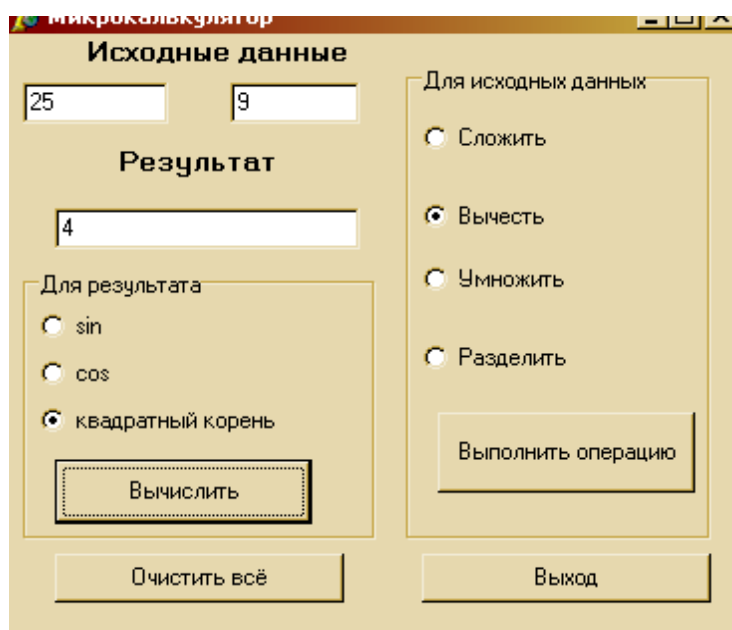 Микрокалькулятор
Исходные данные
25
9
Результат
4
Для результата
sin
cos
квадратный корень
Вычислить
Очистить всё
Для исходных данных
Сложить
Вычесть
Умножить
Разделить
Выполнить операцию
Выход